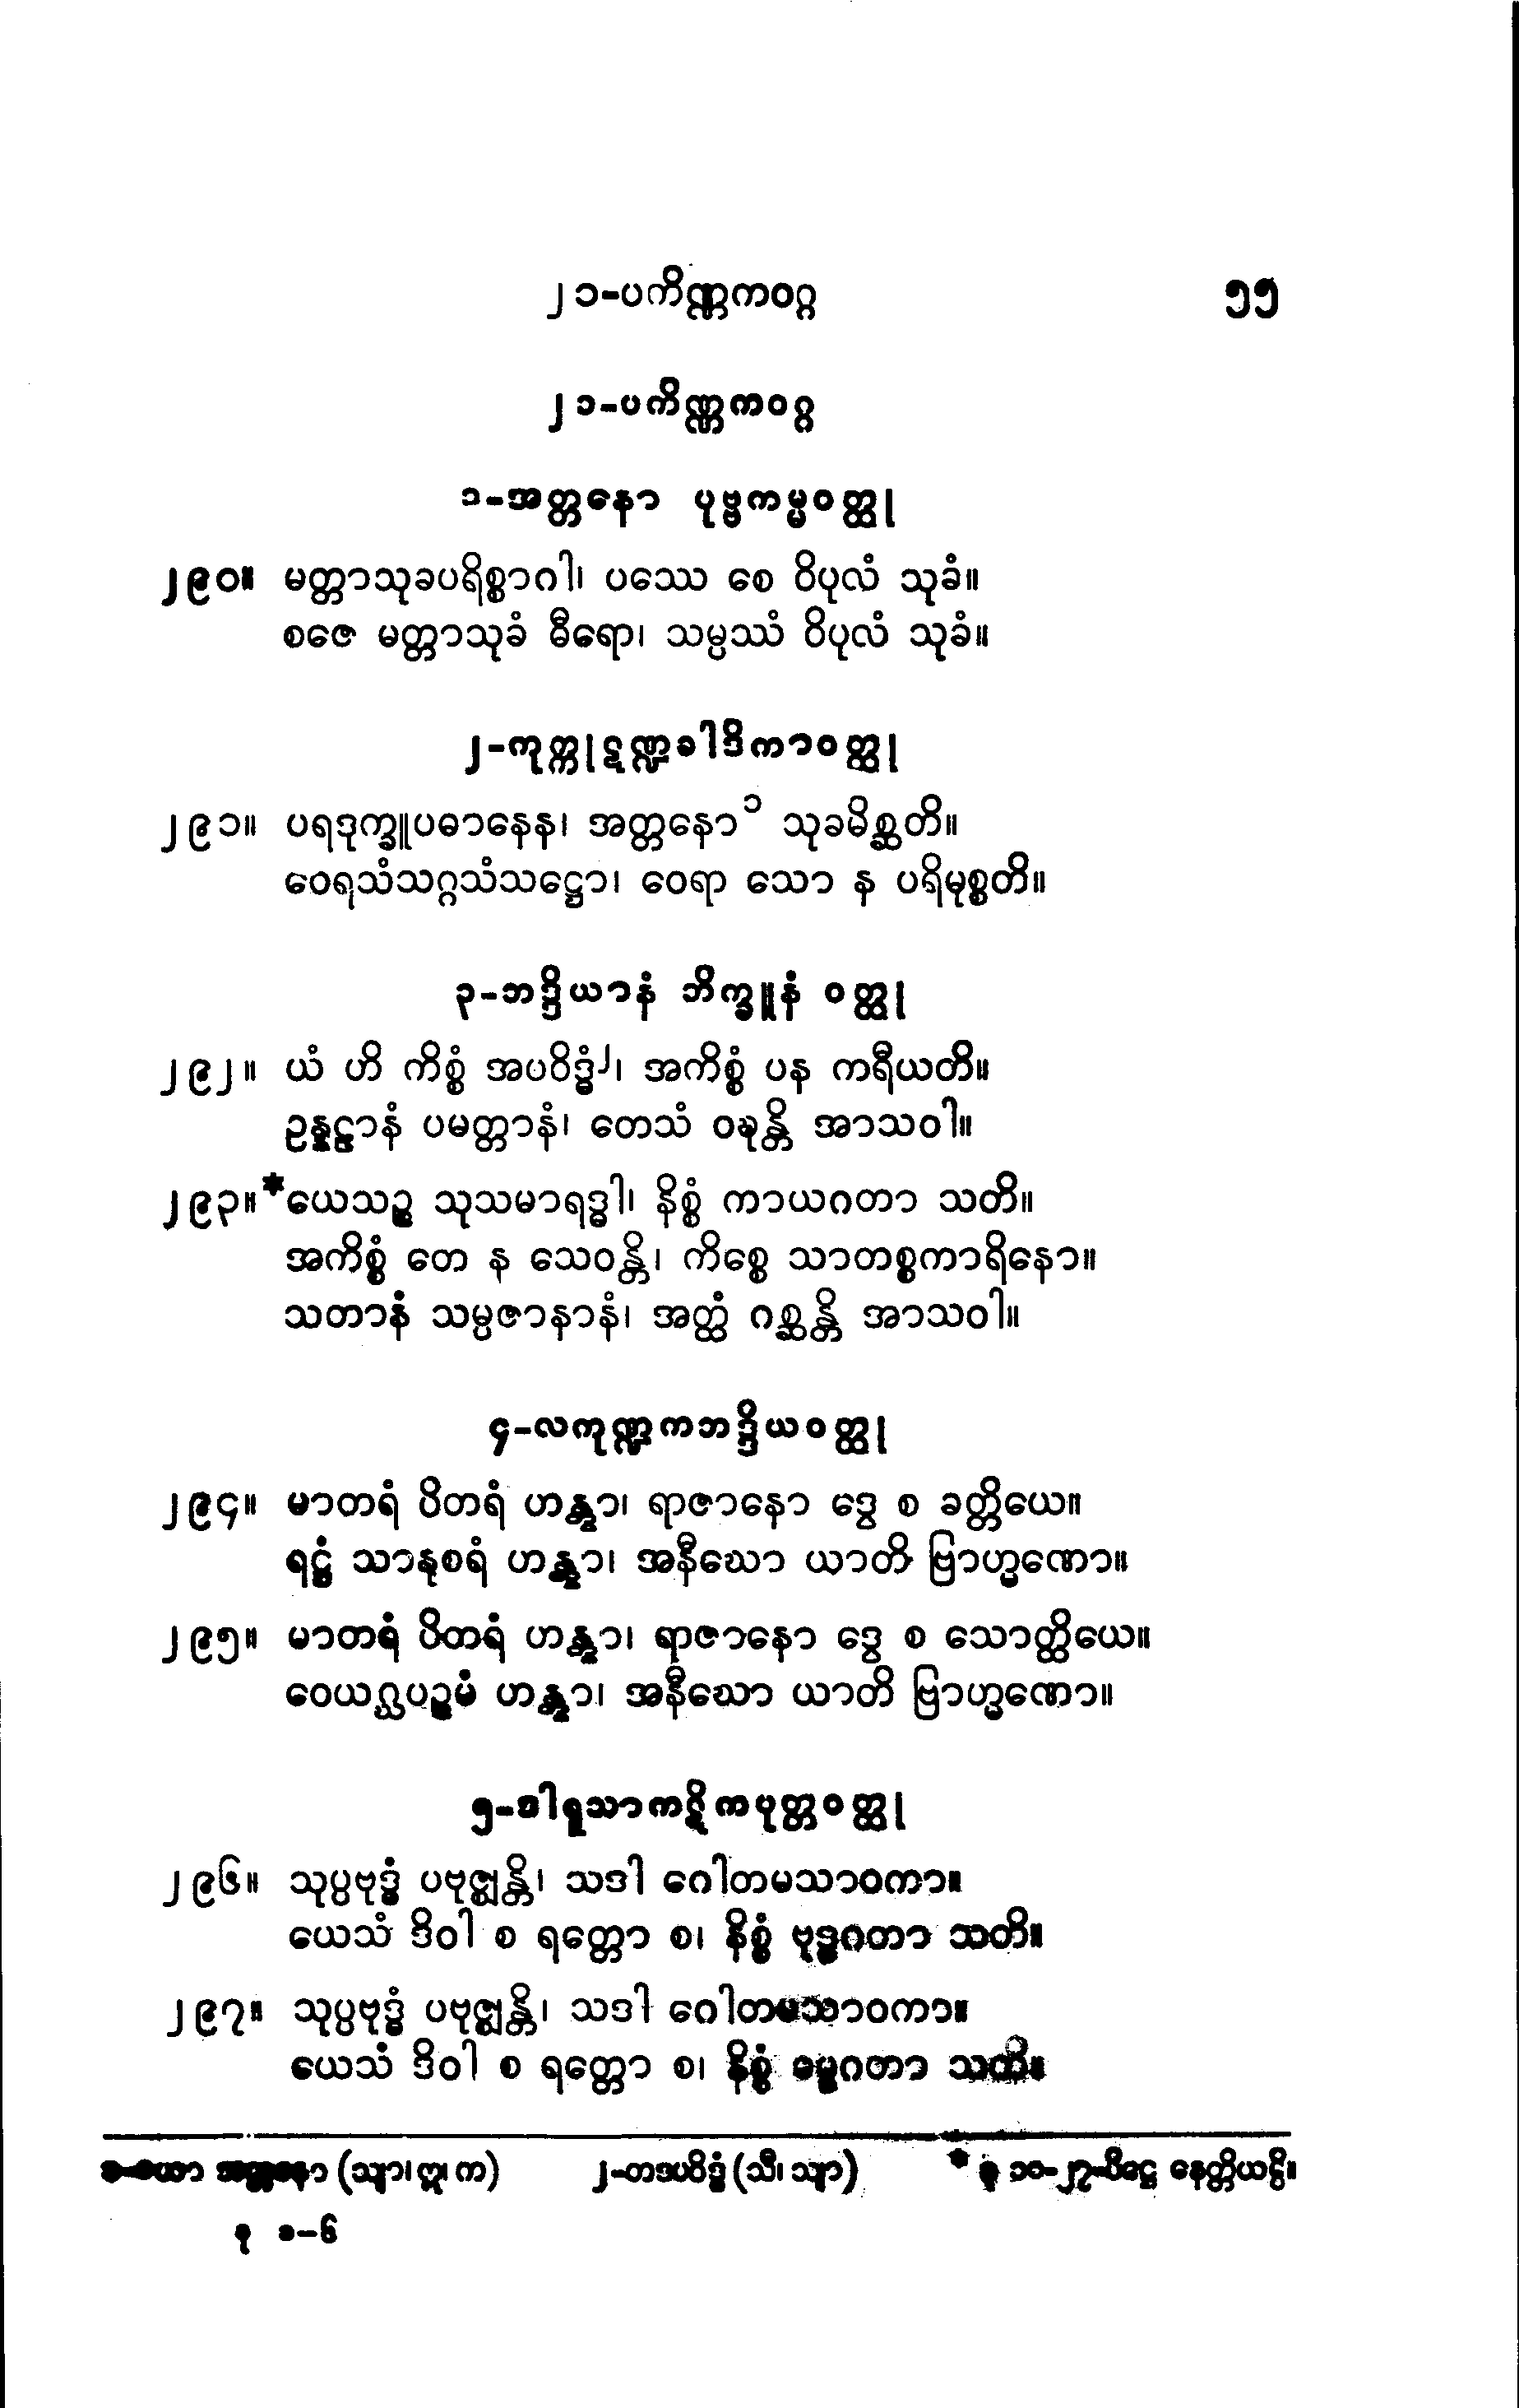 ၂၁-ပကိဏ္ဏကဝဂ္ဂ ၅၅
၂၁-ပကိဏ္ဏကဝဂ္ဂ
၁-အတ္တနော ပုဗ္ဗကမ္မဝတ္ထု
၂၉၀။ မတ္တာသုခပရိစ္စာဂါ၊ ပဿေ စေ ဝိပုလံ သုခံ။
စဇေ မတ္တာသုခံ ဓီရော၊ သမ္ပဿံ ဝိပုလံ သုခံ။
၂-ကုက္ကုဋဏ္ဍခါဒိကာဝတ္ထု
၂၉၁။ ပရဒုက္ခူပဓာနေန၊ အတ္တနော၁ သုခမိစ္ဆတိ။
ဝေရသံသဂ္ဂသံသဋ္ဌော၊ ဝေရာ သော န ပရိမုစ္စတိ။
၃-ဘဒ္ဒိယာနံ ဘိက္ခူနံ ဝတ္ထု
၂၉၂။ ယံ ဟိ ကိစ္စံ အပဝိဒ္ဓံ၂၊ အကိစ္စံ ပန ကရီယတိ။
ဥန္နဠာနံ ပမတ္တာနံ၊ တေသံ ဝဍ္ဎန္တိ အာသဝါ။
၂၉၃။ *ယေသဉ္စ သုသမာရဒ္ဓါ၊ နိစ္စံ ကာယဂတာ သတိ။
အကိစ္စံ တေ န သေဝန္တိ၊ ကိစ္စေ သာတစ္စကာရိနော။
သတာနံ သမ္ပဇာနာနံ၊ အတ္ထံ ဂစ္ဆန္တိ အာသဝါ။
၄-လကုဏ္ဍကဘဒ္ဒိယဝတ္ထု
၂၉၄။ မာတရံ ပိတရံ ဟန္တွာ၊ ရာဇာနော ဒွေ စ ခတ္တိယေ။
ရဋ္ဌံ သာနုစရံ ဟန္တွာ၊ အနီဃော ယာတိ ဗြာဟ္မဏော။
၂၉၅။ မာတရံ ပိတရံ ဟန္တွာ၊ ရာဇာနော ဒွေ စ သောတ္ထိယေ။
ဝေယဂ္ဃပဉ္စမံ ဟန္တွာ၊ အနီဃော ယာတိ ဗြာဟ္မဏော။
၅-ဒါရုသာကဋိကပုတ္တဝတ္ထု
၂၉၆။ သုပ္ပဗုဒ္ဓံ ပဗုဇ္ဈန္တိ၊ သဒါ ဂေါတမသာဝကာ။
ယေသံ ဒိဝါ စ ရတ္တော စ၊ နိစ္စံ ဗုဒ္ဓဂတာ သတိ။
၂၉၇။ သုပ္ပဗုဒ္ဓံ ပဗုဇ္ဈန္တိ၊ သဒါ ဂေါတမသာဝကာ။
ယေသံ ဒိဝါ စ ရတ္တော စ၊ နိစ္စံ ဓမ္မဂတာ သတိ။
အတ္တနော (သျာ၊ ဣ၊ က) ၂-တဒပဝိဒ္ဓံ (သီ၊ သျာ) * ခု ၁၀-၂၇-ပိဋ္ဌေ နေတ္တိယမ္ပိ။
ခု ၁-၆